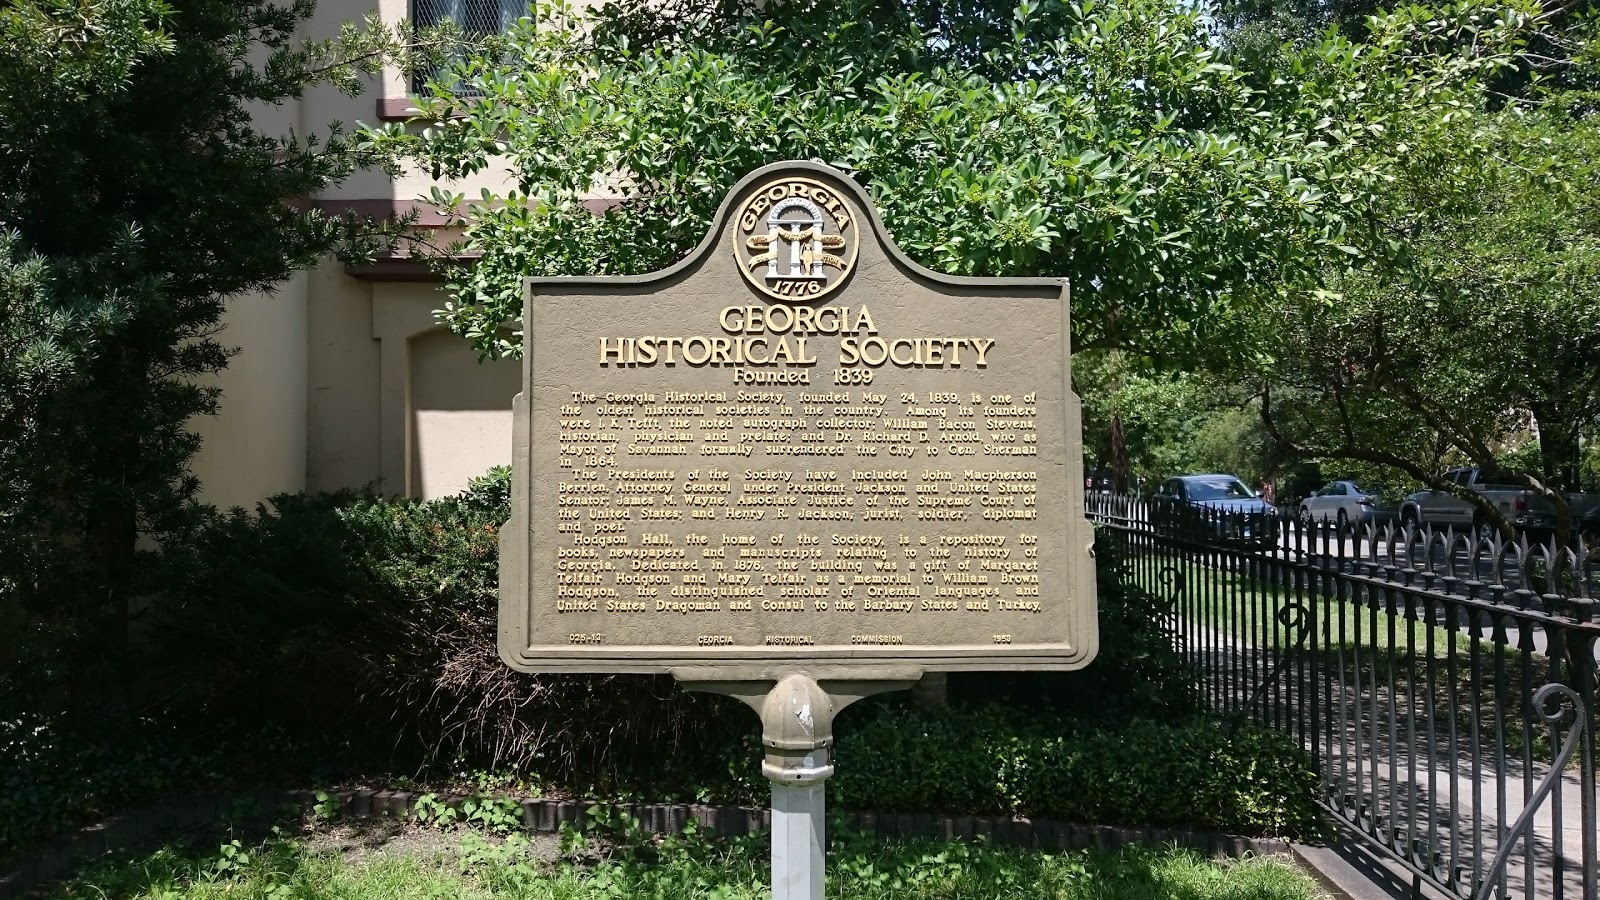 GEORGIA
1776
GEORGIA
HISTORICAL SOCIETY
Founded 1839
The Georgia Historical Society, founded May 24, 1839, is one of
the oldest historical societies in the country. Among its founders
were I. K. Tefft, the noted autograph collector; William Bacon Stevens,
historian, physician and prelate; and Dr. Richard D. Arnold, who as
Mayor of Savannah formally surrendered the City to Gen. Sherman
in 1864.
The Presidents of the Society have included John Macpherson
Berrien, Attorney General under President Jackson and United States
Senator; James M. Wayne, Associate Justice of the Supreme Court of
the United States; and Henry R. Jackson, jurist, soldier, diplomat
and poet.
Hodgson Hall, the home of the Society, is a repository for
books, newspapers and manuscripts relating to the history of
Georgia. Dedicated in 1876, the building was a gift of Margaret
Telfair Hodgson and Mary Telfair as a memorial to William Brown
Hodgson, the distinguished scholar of Oriental languages and
United States Dragoman and Consul to the Barbary States and Turkey.
025-13 GEORGIA HISTORICAL COMMISSION 1953